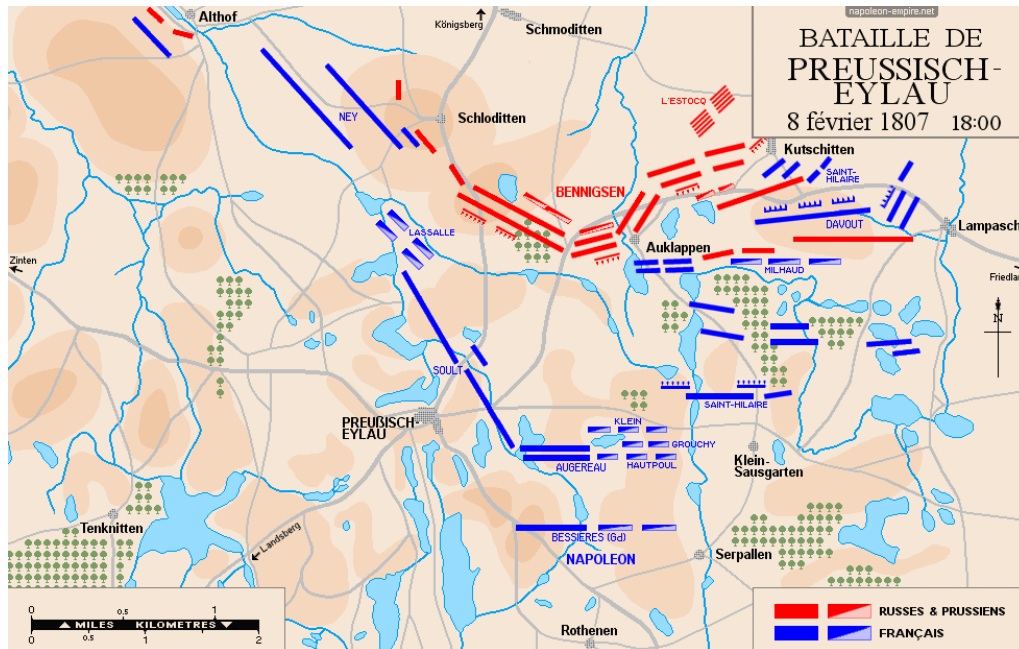 napoleon-empire.net
BATAILLE DE
PREUSSISCH-
EYLAU
8 février 1807 18:00
Althof
Königsberg
Schmoditten
NEY
Schloditten
L'ESTOCQ
Kutschitten
SAINT-
HILAIRE
BENNIGSEN
LASSALLE
DAVOUT
Lampasch
Auklappen
Zinten
MILHAUD
Friedlan
N
SOULT
SAINT-HILAIRE
PREUßISCH-
EYLAU
KLEIN
GROUCHY
AUGEREAU
HAUTPOUL
Klein-
Sausgarten
Tenknitten
Landsberg
BESSIÈRES (Gd)
NAPOLEON
Serpallen
Rothenen
0 0.5 1
MILES KILOMETRES
0 0.5 1 2
RUSSES & PRUSSIENS
FRANÇAIS